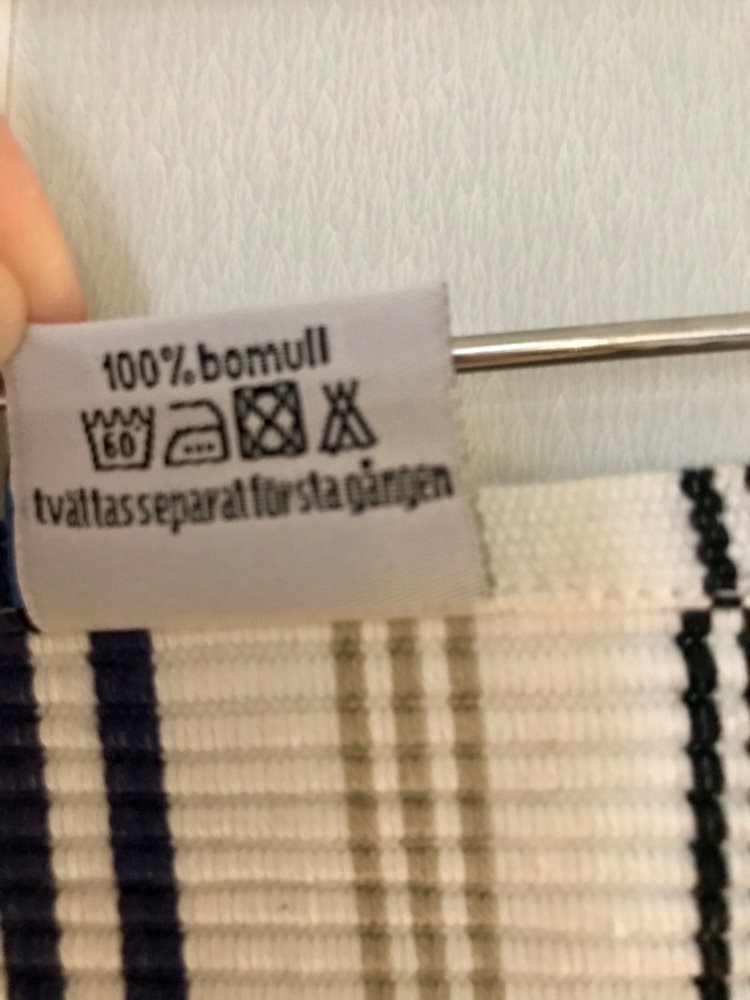 100% bomull
60
tvättas separat första gången